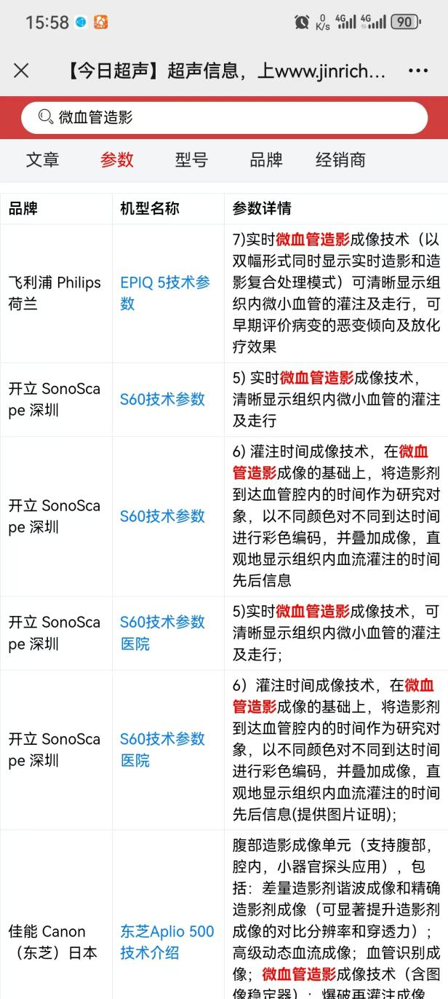 15:58
0
K/s
4G
4G
90
【今日超声】超声信息，上www.jinrich...
微血管造影
文章 参数 型号 品牌 经销商
品牌 机型名称 参数详情
飞利浦 Philips
荷兰
EPIQ 5技术参
数
7)实时微血管造影成像技术（以
双幅形式同时显示实时造影和造
影复合处理模式）可清晰显示组
织内微小血管的灌注及走行，可
早期评价病变的恶变倾向及放化
疗效果
开立 SonoSca
pe 深圳
S60技术参数
5) 实时微血管造影成像技术，
清晰显示组织内微小血管的灌注
及走行
开立 SonoSca
pe 深圳
S60技术参数
6) 灌注时间成像技术，在微血
管造影成像的基础上，将造影剂
到达血管腔内的时间作为研究对
象，以不同颜色对不同到达时间
进行彩色编码，并叠加成像，直
观地显示组织内血流灌注的时间
先后信息
开立 SonoSca
pe 深圳
S60技术参数
医院
5)实时微血管造影成像技术，可
清晰显示组织内微小血管的灌注
及走行；
开立 SonoSca
pe 深圳
S60技术参数
医院
6）灌注时间成像技术，在微血
管造影成像的基础上，将造影剂
到达血管腔内的时间作为研究对
象，以不同颜色对不同到达时间
进行彩色编码，并叠加成像，直
观地显示组织内血流灌注的时间
先后信息(提供图片证明)；
佳能 Canon
（东芝）日本
东芝Aplio 500
技术介绍
腹部造影成像单元（支持腹部，
腔内，小器官探头应用），包
括：差量造影剂谐波成像和精确
造影剂成像（可显著提升造影剂
成像的对比分辨率和穿透力）；
高级动态血流成像；血管识别成
像；微血管造影成像技术（含图
像稳定器）；爆破再灌注成像